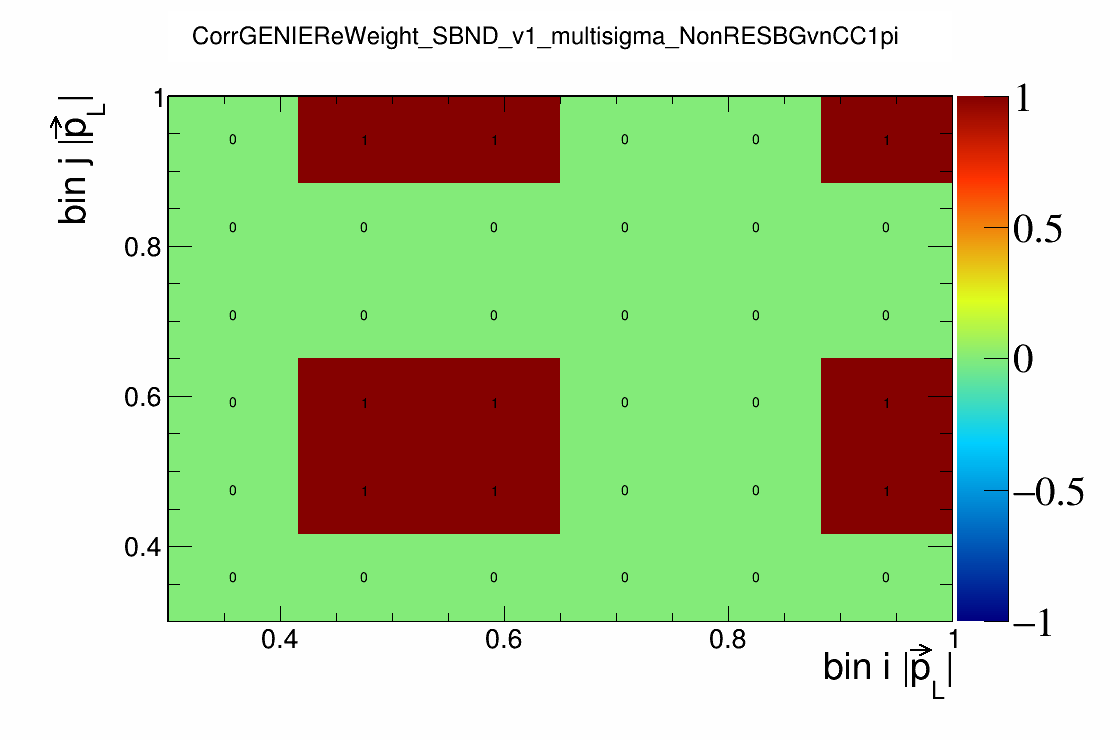 CorrGENIEReWeight_SBND_v1_multisigma_NonRESBGvnCC1pi
bin j |p⃗_L|
1
0.8
0.6
0.4
0 1 1 0 0 1
0 0 0 0 0 0
0 0 0 0 0 0
0 1 1 0 0 1
0 1 1 0 0 1
0 0 0 0 0 0
0.4 0.6 0.8 1
bin i |p⃗_L|
1
0.5
0
−0.5
−1